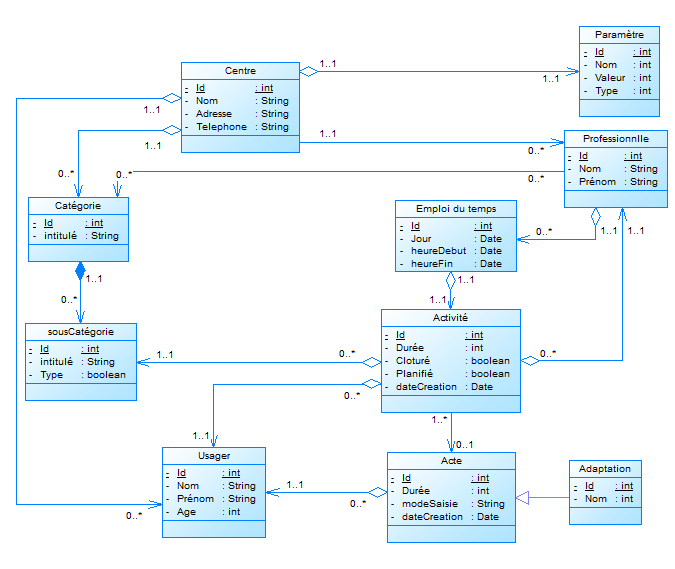 Paramètre
- Id : int
- Nom : int
- Valeur : int
- Type : int
Centre
- Id : int
- Nom : String
- Adresse : String
- Telephone : String
1..1
1..1
1..1
1..1
1..1
0..*
Professionnlle
- Id : int
- Nom : String
- Prénom : String
0..*
0..*
0..*
Catégorie
- Id : int
- intitulé : String
Emploi du temps
- Id : int
- Jour : Date
- heureDebut : Date
- heureFin : Date
0..*
1..1
1..1
1..1
0..*
1..1
1..1
sousCatégorie
- Id : int
- intitulé : String
- Type : boolean
Activité
- Id : int
- Durée : int
- Cloturé : boolean
- Planifié : boolean
- dateCreation : Date
1..1
0..*
0..*
0..*
1..*
1..1
0..1
Usager
- Id : int
- Nom : String
- Prénom : String
- Age : int
0..*
1..1
0..*
Acte
- Id : int
- Durée : int
- modeSaisie : String
- dateCreation : Date
Adaptation
- Id : int
- Nom : int